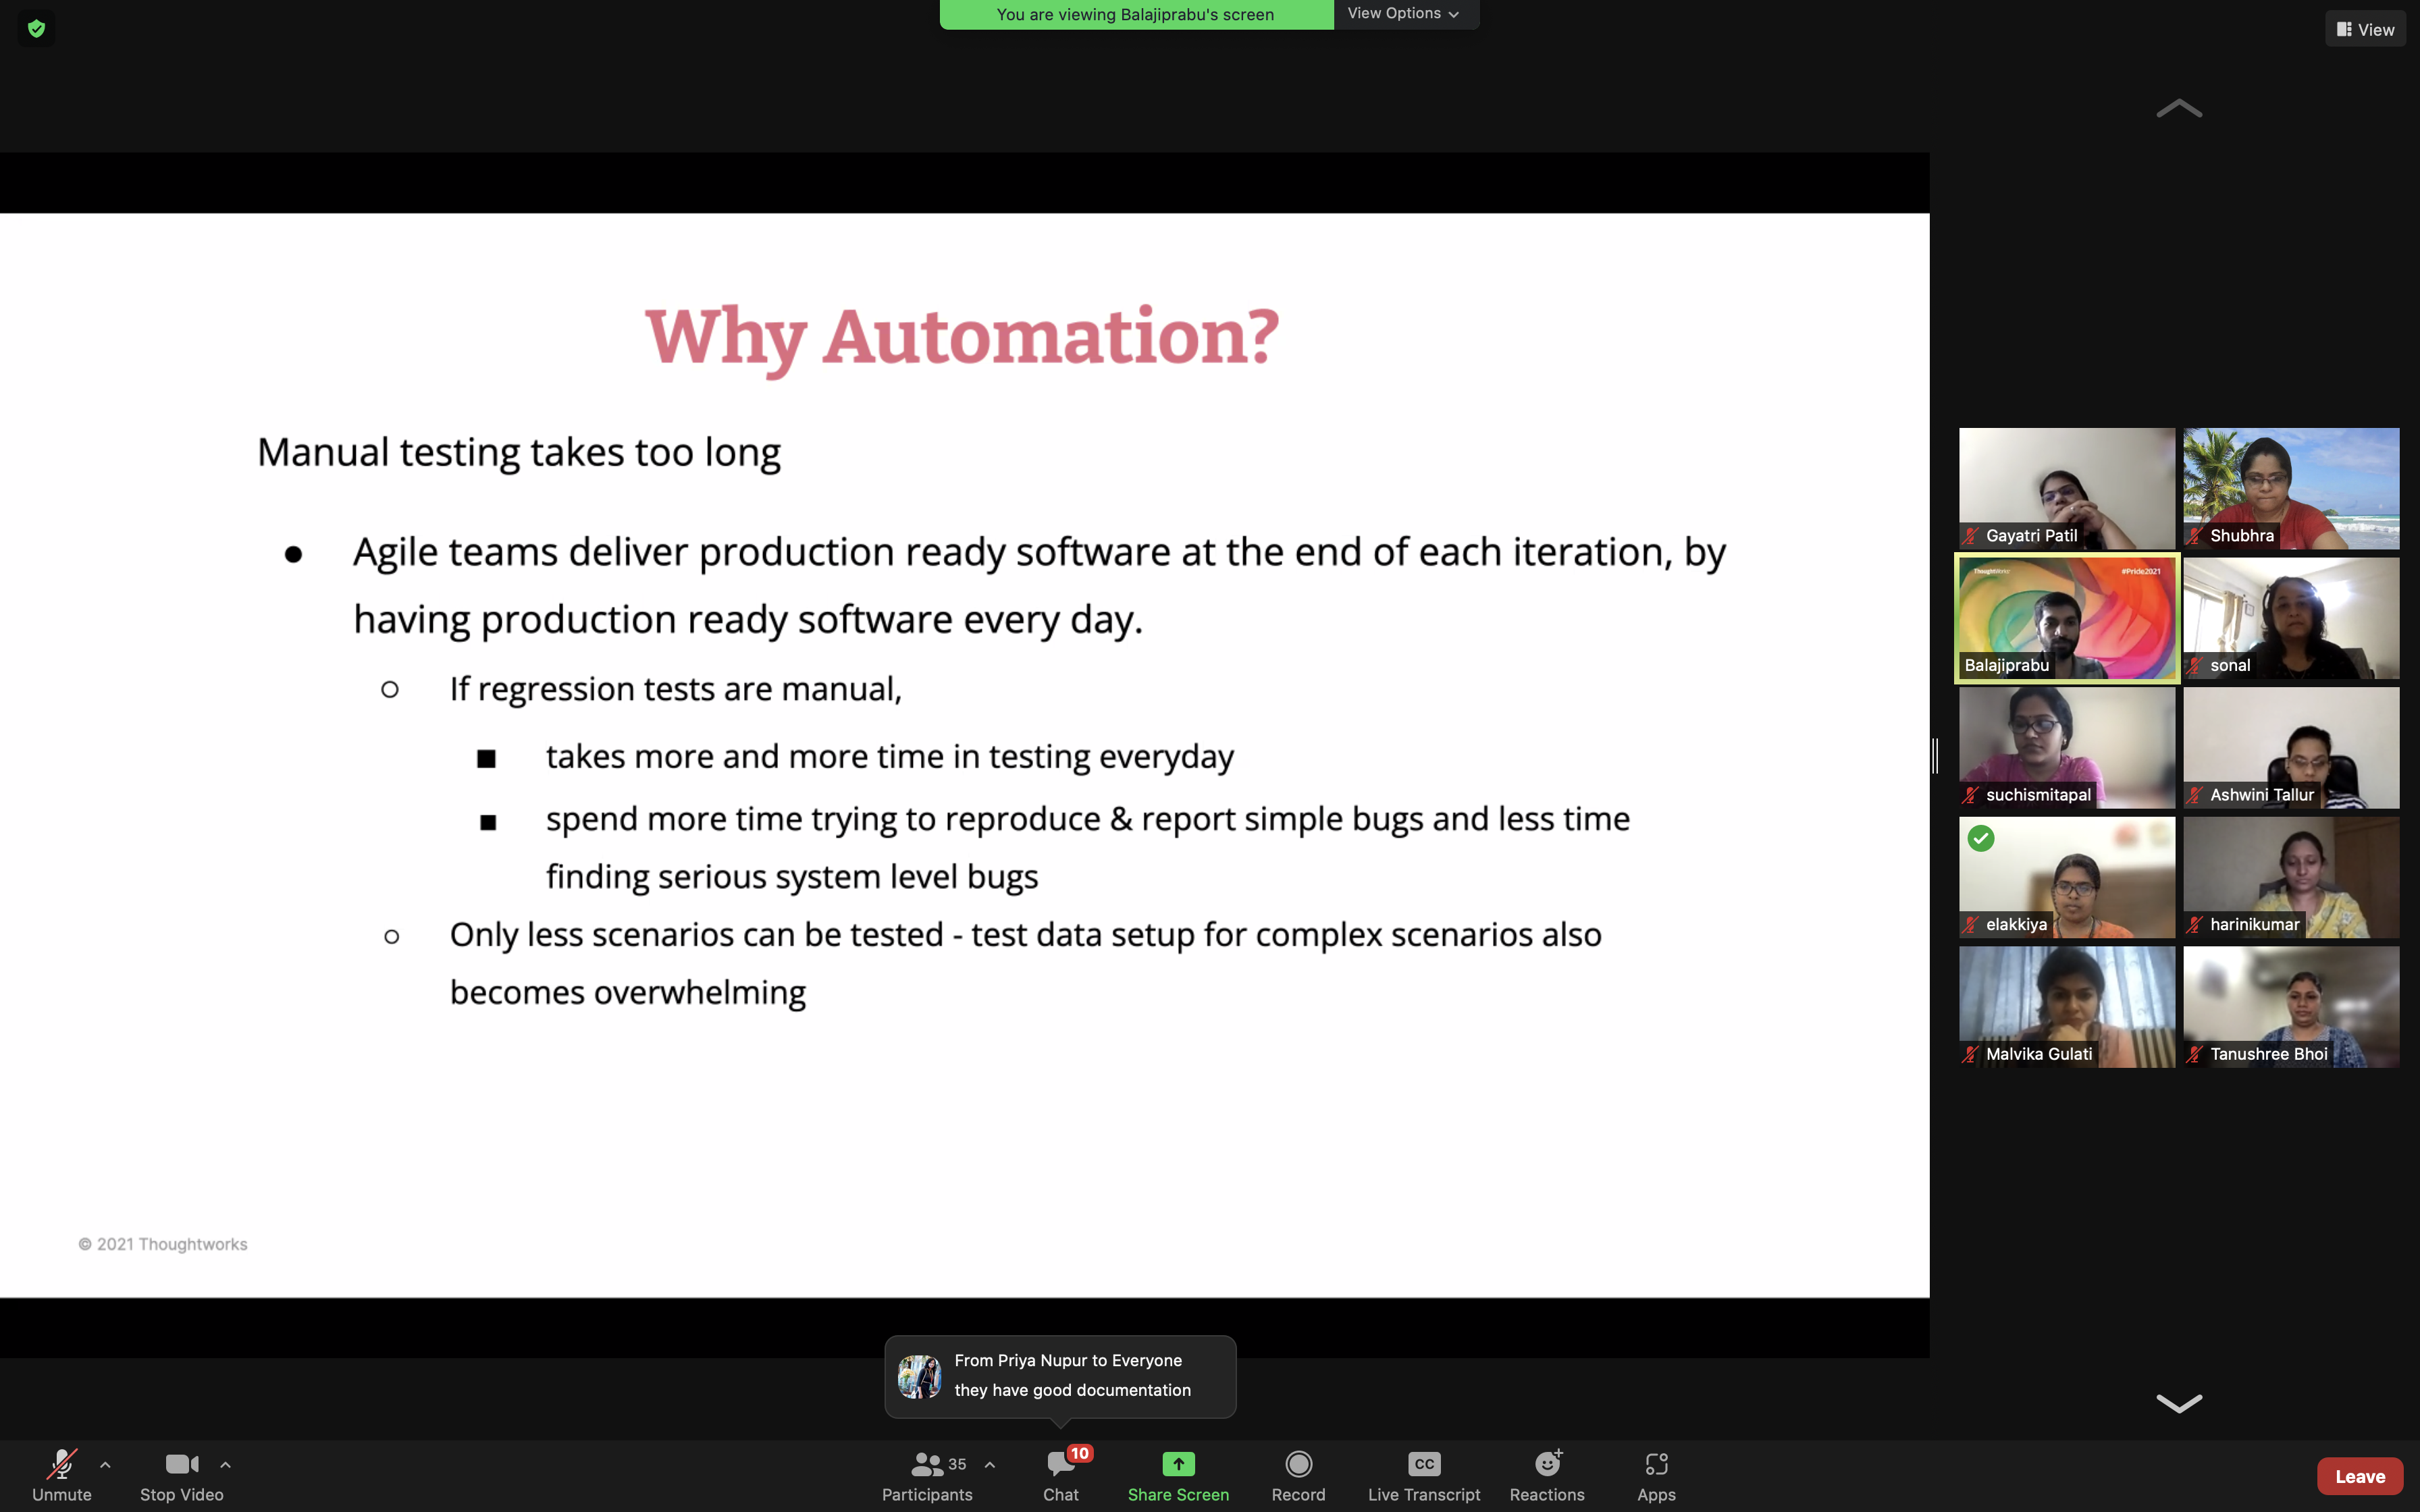 You are viewing Balajiprabu's screen
View Options
View
Why Automation?
Manual testing takes too long
● Agile teams deliver production ready software at the end of each iteration, by
having production ready software every day.
○ If regression tests are manual,
■ takes more and more time in testing everyday
■ spend more time trying to reproduce & report simple bugs and less time
finding serious system level bugs
○ Only less scenarios can be tested - test data setup for complex scenarios also
becomes overwhelming
© 2021 Thoughtworks
Gayatri Patil
Shubhra
ThoughtWorks
#Pride2021
Balajiprabu
sonal
suchismitapal
Ashwini Tallur
elakkiya
harinikumar
Malvika Gulati
Tanushree Bhoi
From Priya Nupur to Everyone
they have good documentation
Unmute
Stop Video
35
Participants
10
Chat
Share Screen
Record
CC
Live Transcript
Reactions
Apps
Leave